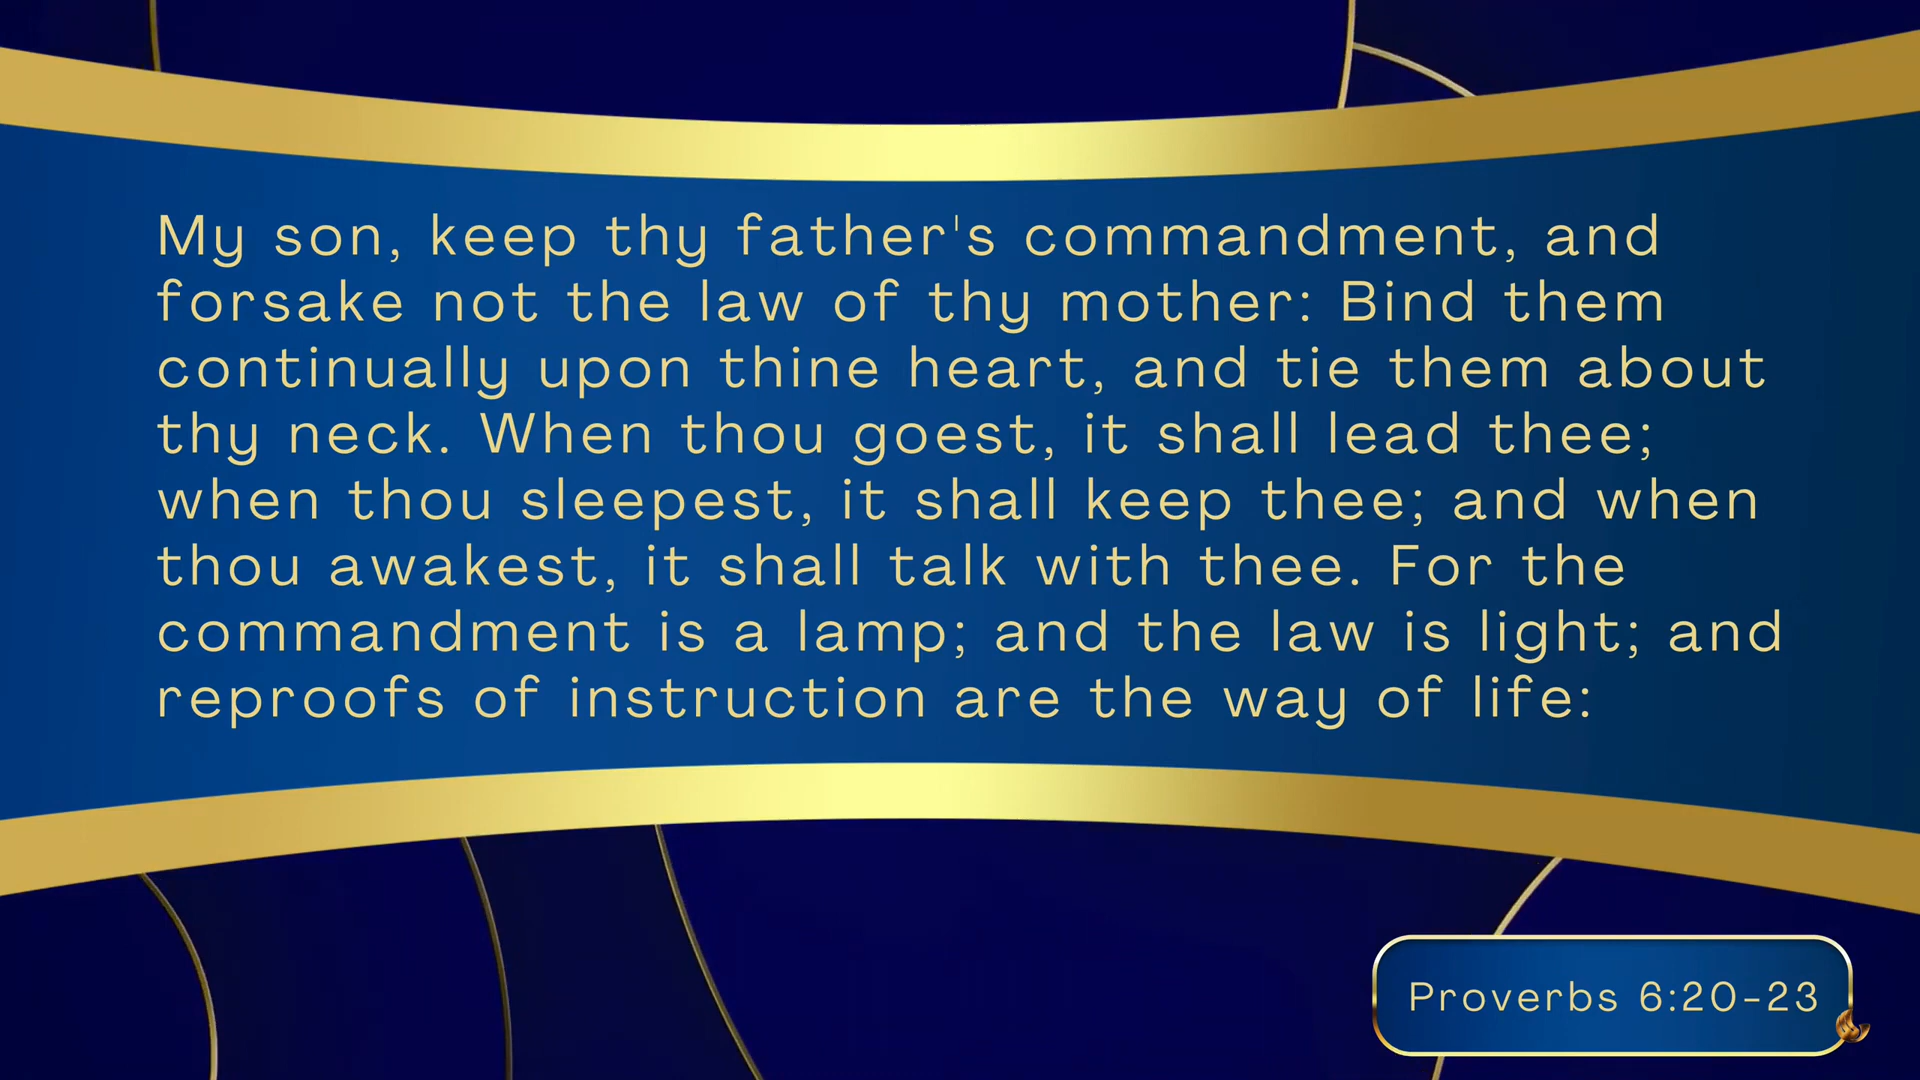 My son, keep thy father's commandment, and
forsake not the law of thy mother: Bind them
continually upon thine heart, and tie them about
thy neck. When thou goest, it shall lead thee;
when thou sleepest, it shall keep thee; and when
thou awakest, it shall talk with thee. For the
commandment is a lamp; and the law is light; and
reproofs of instruction are the way of life:
Proverbs 6:20-23